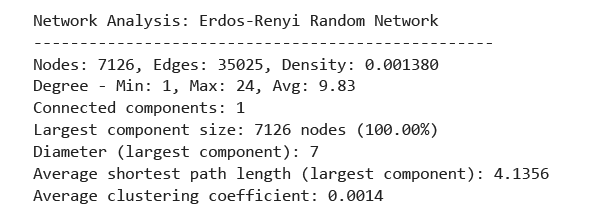 Network Analysis: Erdos-Renyi Random Network
--------------------------------------------------
Nodes: 7126, Edges: 35025, Density: 0.001380
Degree - Min: 1, Max: 24, Avg: 9.83
Connected components: 1
Largest component size: 7126 nodes (100.00%)
Diameter (largest component): 7
Average shortest path length (largest component): 4.1356
Average clustering coefficient: 0.0014